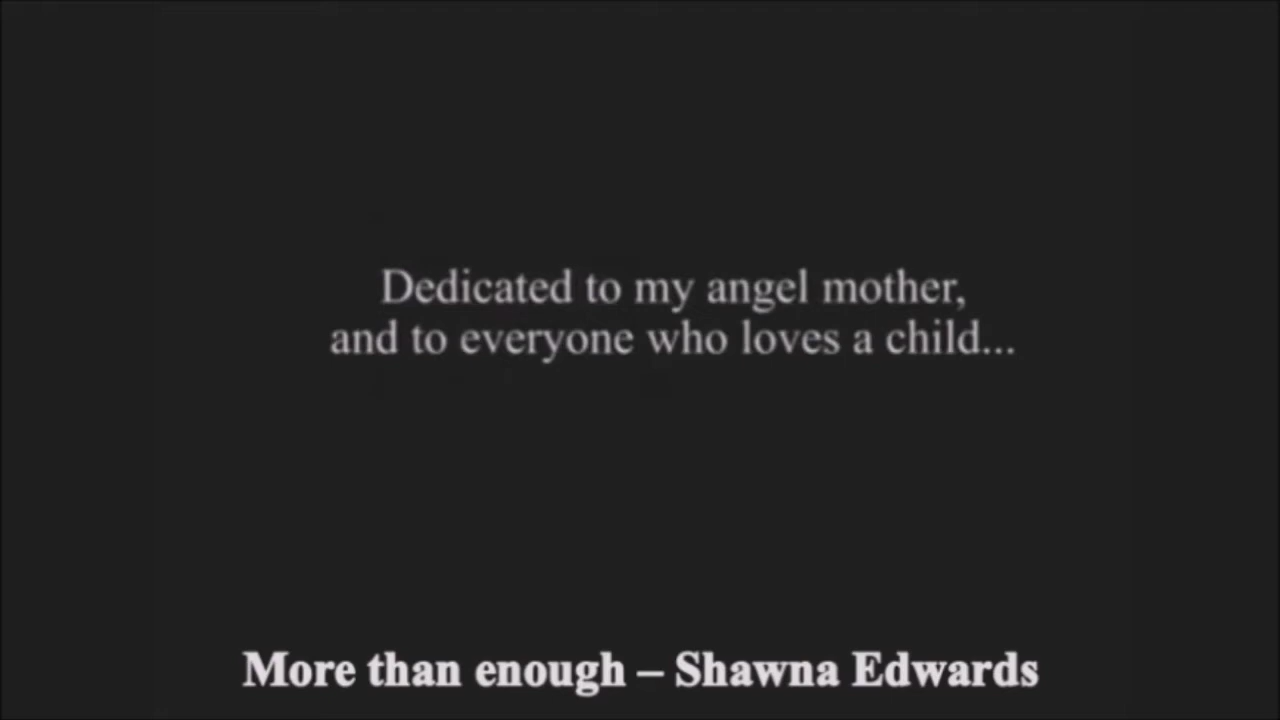 Dedicated to my angel mother,
and to everyone who loves a child...
More than enough – Shawna Edwards